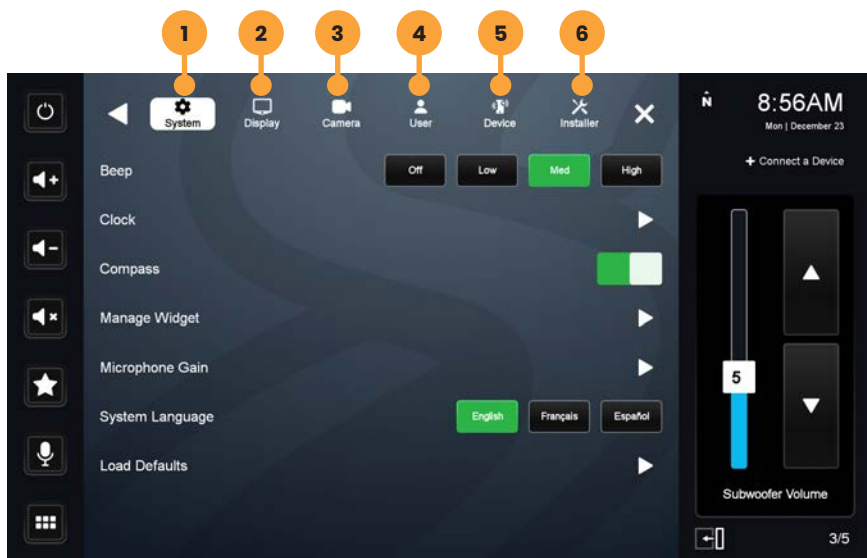 1 2 3 4 5 6
System Display Camera User Device Installer
N
8:56AM
Mon | December 23
+ Connect a Device
Beep Off Low Med High
Clock
Compass
Manage Widget
Microphone Gain
System Language English Français Español
Load Defaults
5
Subwoofer Volume
3/5